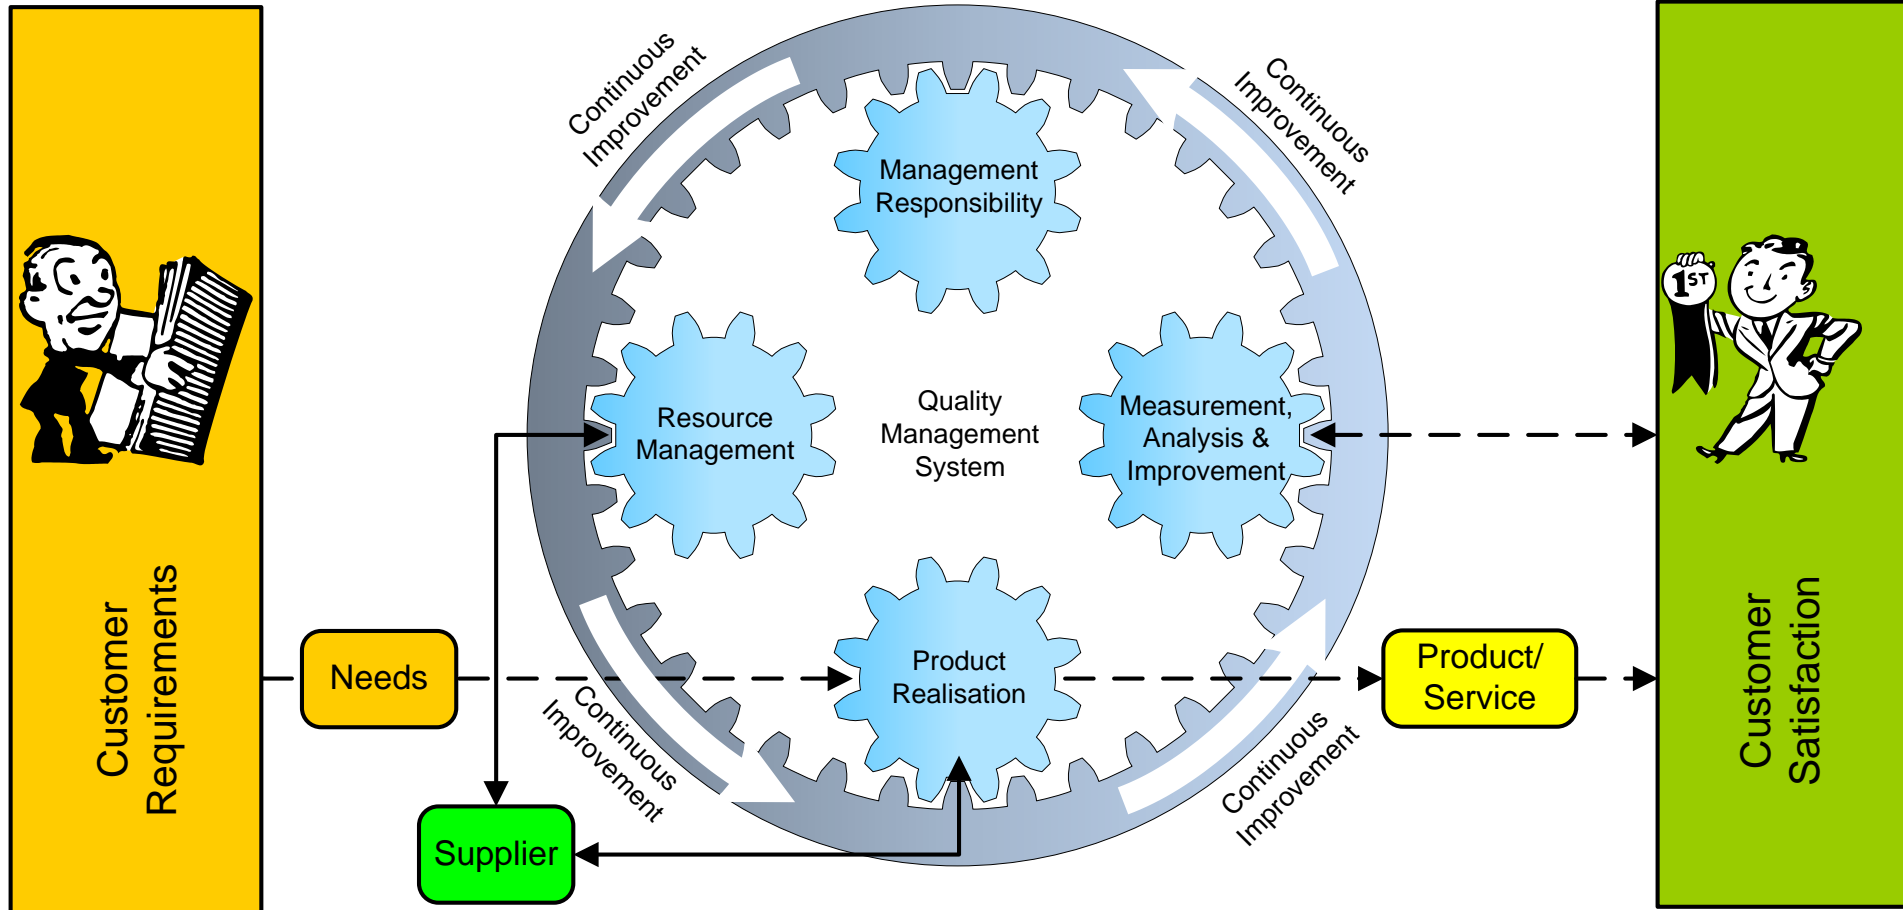 Customer
Requirements
Needs
Supplier
Continuous
Improvement
Continuous
Improvement
Management
Responsibility
Resource
Management
Quality
Management
System
Measurement,
Analysis &
Improvement
Product
Realisation
Continuous
Improvement
Continuous
Improvement
Product/
Service
1ST
Customer
Satisfaction